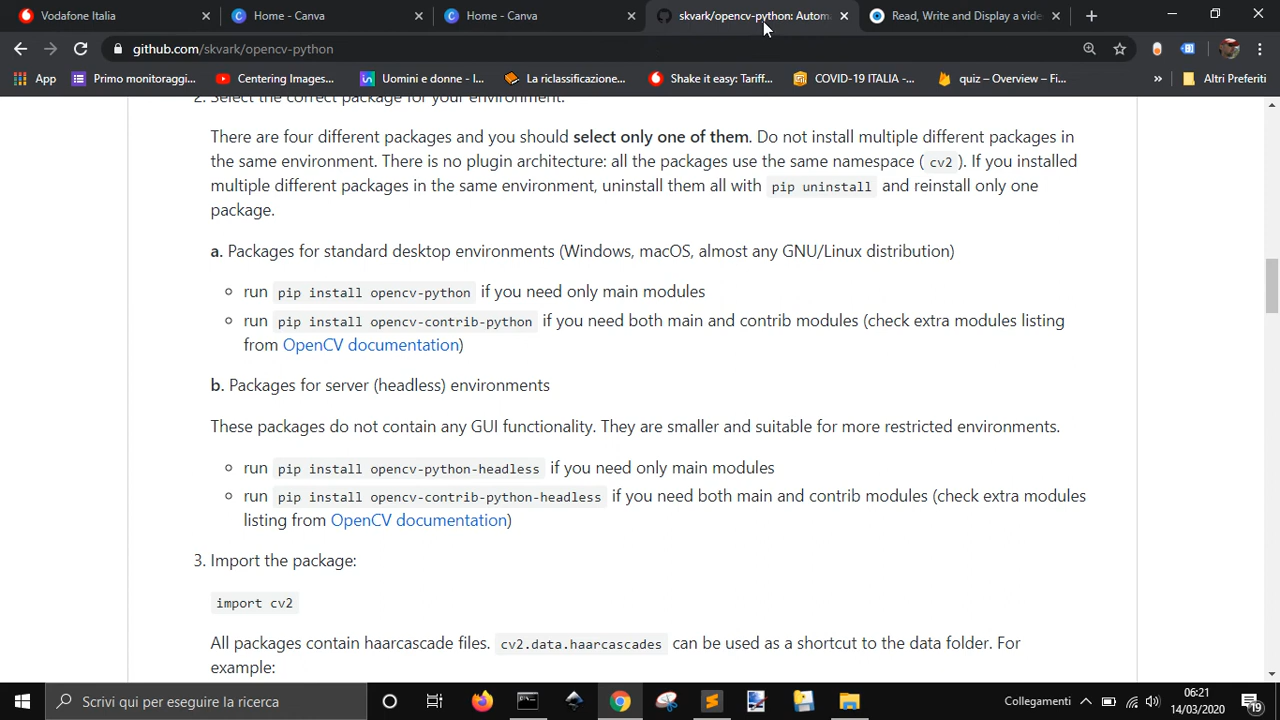 Vodafone Italia
Home - Canva
Home - Canva
skvark/opencv-python: Autom
Read, Write and Display a vide
github.com/skvark/opencv-python
App
Primo monitoraggi...
Centering Images...
Uomini e donne - I...
La riclassificazione...
Shake it easy: Tariff...
COVID-19 ITALIA -...
quiz – Overview – Fi...
»
Altri Preferiti
2. Select the correct package for your environment:
There are four different packages and you should select only one of them. Do not install multiple different packages in
the same environment. There is no plugin architecture: all the packages use the same namespace ( cv2 ). If you installed
multiple different packages in the same environment, uninstall them all with pip uninstall and reinstall only one
package.
a. Packages for standard desktop environments (Windows, macOS, almost any GNU/Linux distribution)
run pip install opencv-python if you need only main modules
run pip install opencv-contrib-python if you need both main and contrib modules (check extra modules listing
from OpenCV documentation)
b. Packages for server (headless) environments
These packages do not contain any GUI functionality. They are smaller and suitable for more restricted environments.
run pip install opencv-python-headless if you need only main modules
run pip install opencv-contrib-python-headless if you need both main and contrib modules (check extra modules
listing from OpenCV documentation)
3. Import the package:
import cv2
All packages contain haarcascade files. cv2.data.haarcascades can be used as a shortcut to the data folder. For
example:
Scrivi qui per eseguire la ricerca
Collegamenti
06:21
14/03/2020
19